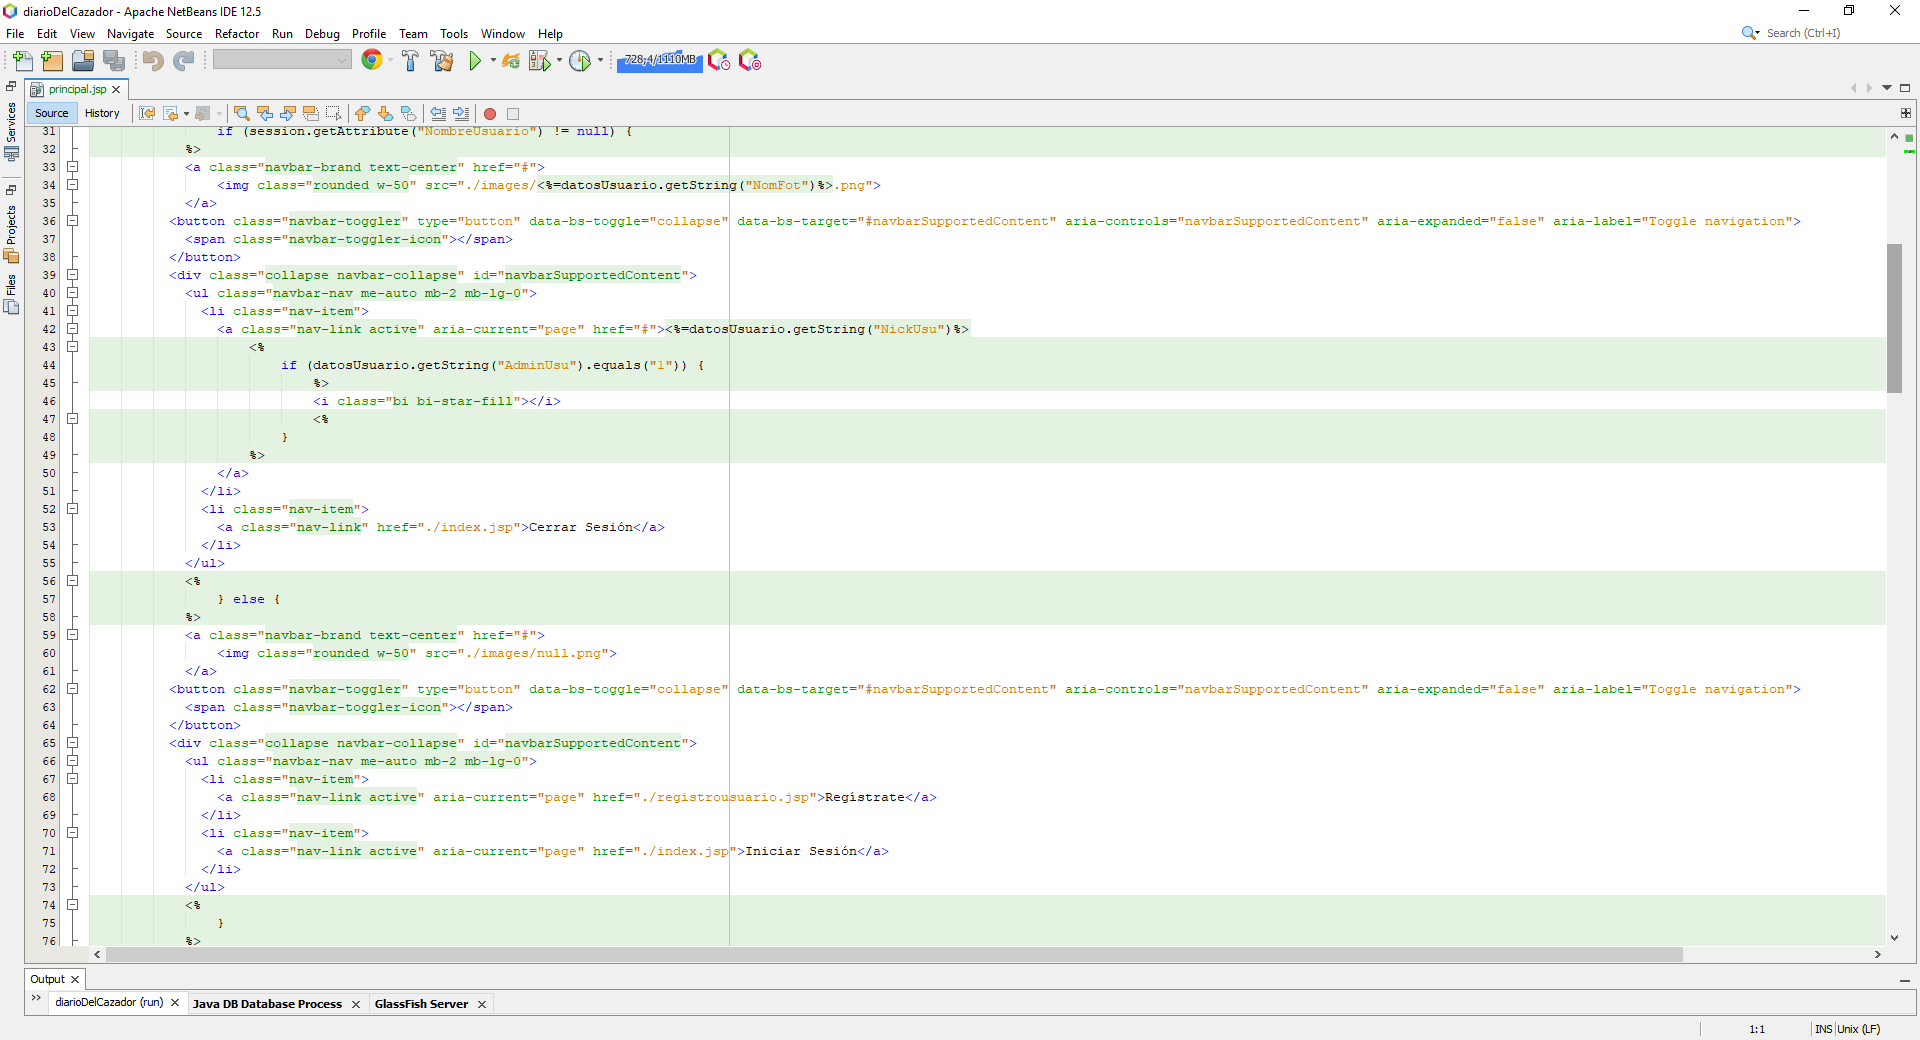 diarioDelCazador - Apache NetBeans IDE 12.5
File Edit View Navigate Source Refactor Run Debug Profile Team Tools Window Help
Search (Ctrl+I)
728,4/1110MB
principal.jsp
Source History
Services
Projects
Files
31 if (session.getAttribute("NombreUsuario") != null) {
32 %>
33 <a class="navbar-brand text-center" href="#">
34 <img class="rounded w-50" src="./images/<%=datosUsuario.getString("NomFot")%>.png">
35 </a>
36 <button class="navbar-toggler" type="button" data-bs-toggle="collapse" data-bs-target="#navbarSupportedContent" aria-controls="navbarSupportedContent" aria-expanded="false" aria-label="Toggle navigation">
37 <span class="navbar-toggler-icon"></span>
38 </button>
39 <div class="collapse navbar-collapse" id="navbarSupportedContent">
40 <ul class="navbar-nav me-auto mb-2 mb-lg-0">
41 <li class="nav-item">
42 <a class="nav-link active" aria-current="page" href="#"><%=datosUsuario.getString("NickUsu")%>
43 <%
44 if (datosUsuario.getString("AdminUsu").equals("1")) {
45 %>
46 <i class="bi bi-star-fill"></i>
47 <%
48 }
49 %>
50 </a>
51 </li>
52 <li class="nav-item">
53 <a class="nav-link" href="./index.jsp">Cerrar Sesión</a>
54 </li>
55 </ul>
56 <%
57 } else {
58 %>
59 <a class="navbar-brand text-center" href="#">
60 <img class="rounded w-50" src="./images/null.png">
61 </a>
62 <button class="navbar-toggler" type="button" data-bs-toggle="collapse" data-bs-target="#navbarSupportedContent" aria-controls="navbarSupportedContent" aria-expanded="false" aria-label="Toggle navigation">
63 <span class="navbar-toggler-icon"></span>
64 </button>
65 <div class="collapse navbar-collapse" id="navbarSupportedContent">
66 <ul class="navbar-nav me-auto mb-2 mb-lg-0">
67 <li class="nav-item">
68 <a class="nav-link active" aria-current="page" href="./registrousuario.jsp">Regístrate</a>
69 </li>
70 <li class="nav-item">
71 <a class="nav-link active" aria-current="page" href="./index.jsp">Iniciar Sesión</a>
72 </li>
73 </ul>
74 <%
75 }
76 %>
Output
diarioDelCazador (run) Java DB Database Process GlassFish Server
1:1 INS Unix (LF)